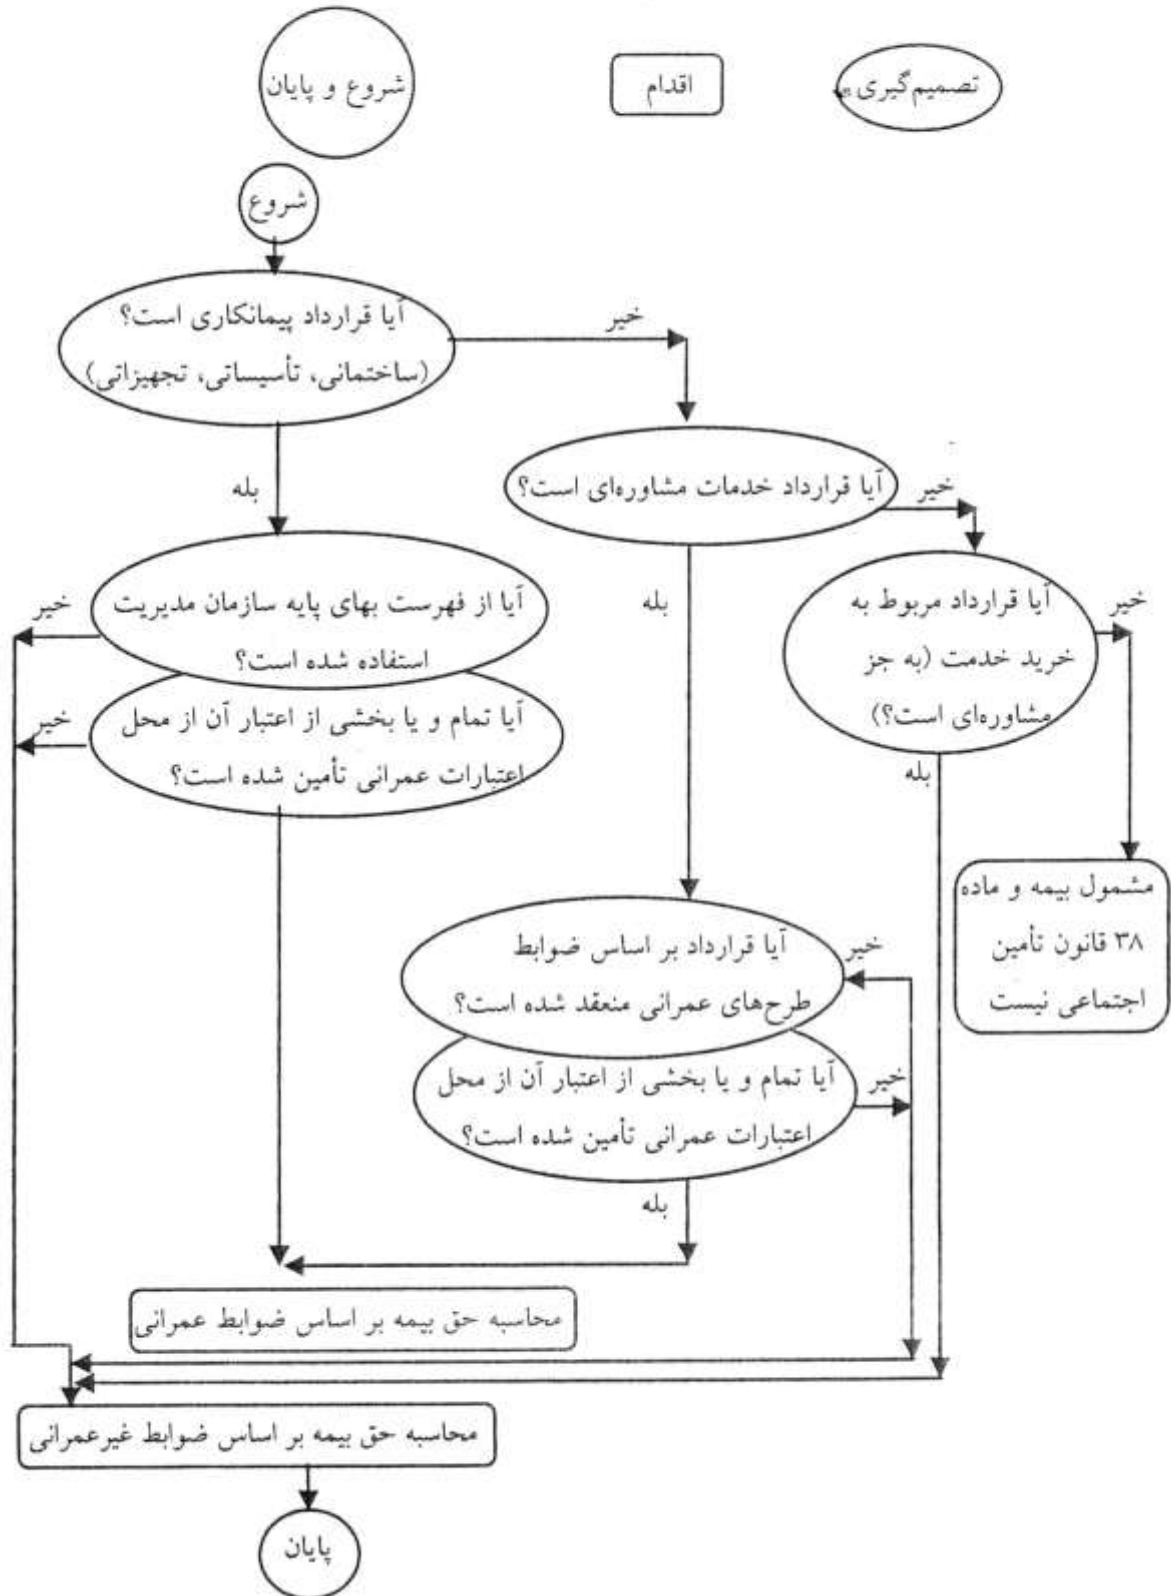 شروع و پایان
اقدام
تصمیم‌گیری
شروع
آیا قرارداد پیمانکاری است؟
(ساختمانی، تأسیساتی، تجهیزاتی)
خیر
بله
آیا قرارداد خدمات مشاوره‌ای است؟
خیر
بله
آیا قرارداد مربوط به
خرید خدمت (به جز
مشاوره‌ای است؟)
خیر
بله
آیا از فهرست بهای پایه سازمان مدیریت
استفاده شده است؟
خیر
آیا تمام و یا بخشی از اعتبار آن از محل
اعتبارات عمرانی تأمین شده است؟
خیر
مشمول بیمه و ماده
۳۸ قانون تأمین
اجتماعی نیست
آیا قرارداد بر اساس ضوابط
طرح‌های عمرانی منعقد شده است؟
خیر
آیا تمام و یا بخشی از اعتبار آن از محل
اعتبارات عمرانی تأمین شده است؟
خیر
بله
محاسبه حق بیمه بر اساس ضوابط عمرانی
محاسبه حق بیمه بر اساس ضوابط غیرعمرانی
پایان